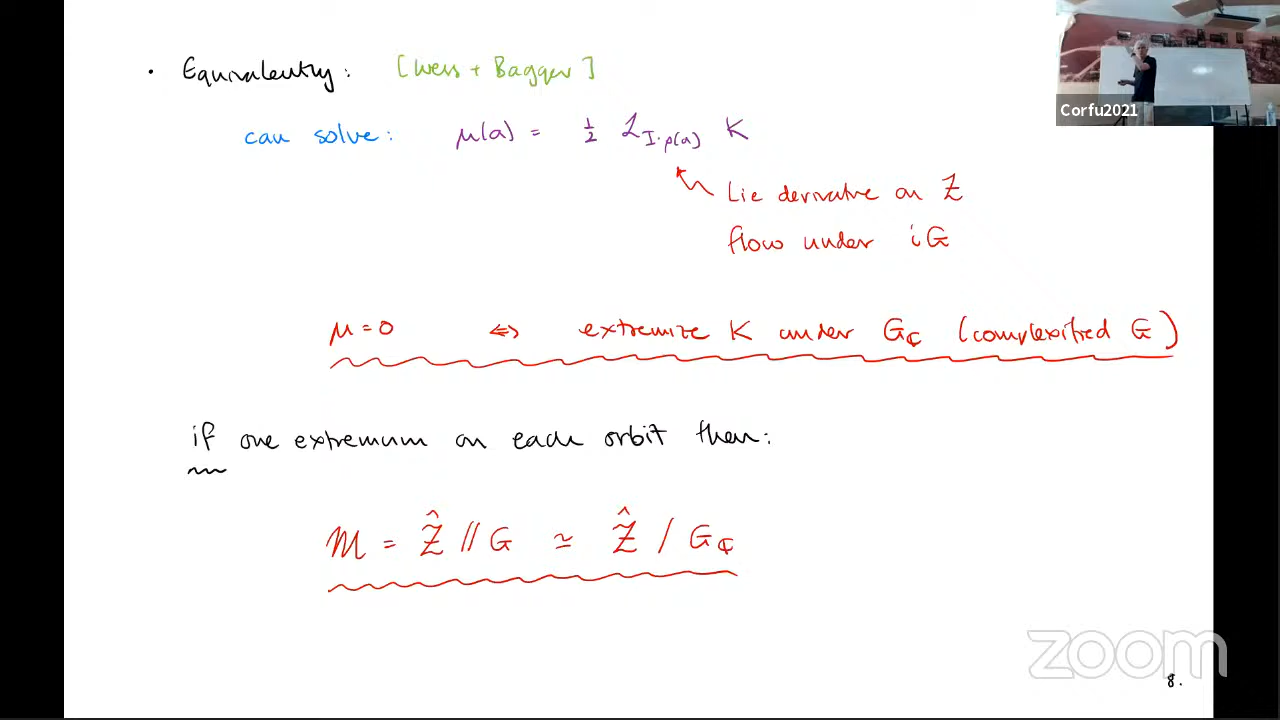 • Equivalently: [Wess + Bagger]
can solve: μ(a) = ½ ℒ_{I·ρ(a)} K
Lie derivative on Z
flow under iG
μ=0 ⇔ extremize K under G_ℂ (complexified G)
if one extremum on each orbit then:
ℳ = Ẑ // G ≃ Ẑ / G_ℂ
Corfu2021
zoom
8.